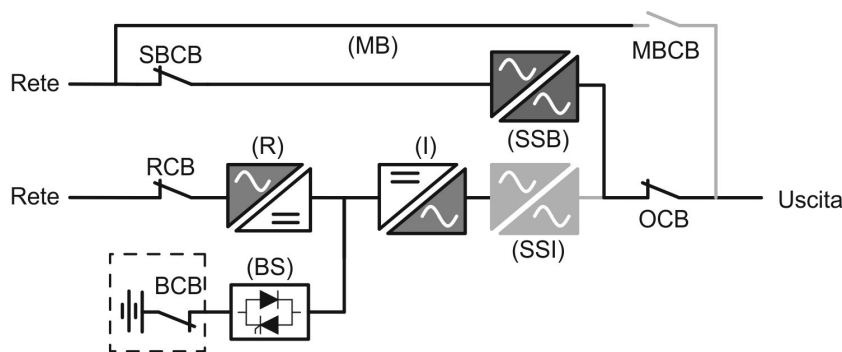 (MB)
MBCB
SBCB
Rete
(SSB)
RCB
(R)
(I)
Rete
Uscita
OCB
(SSI)
(BS)
BCB